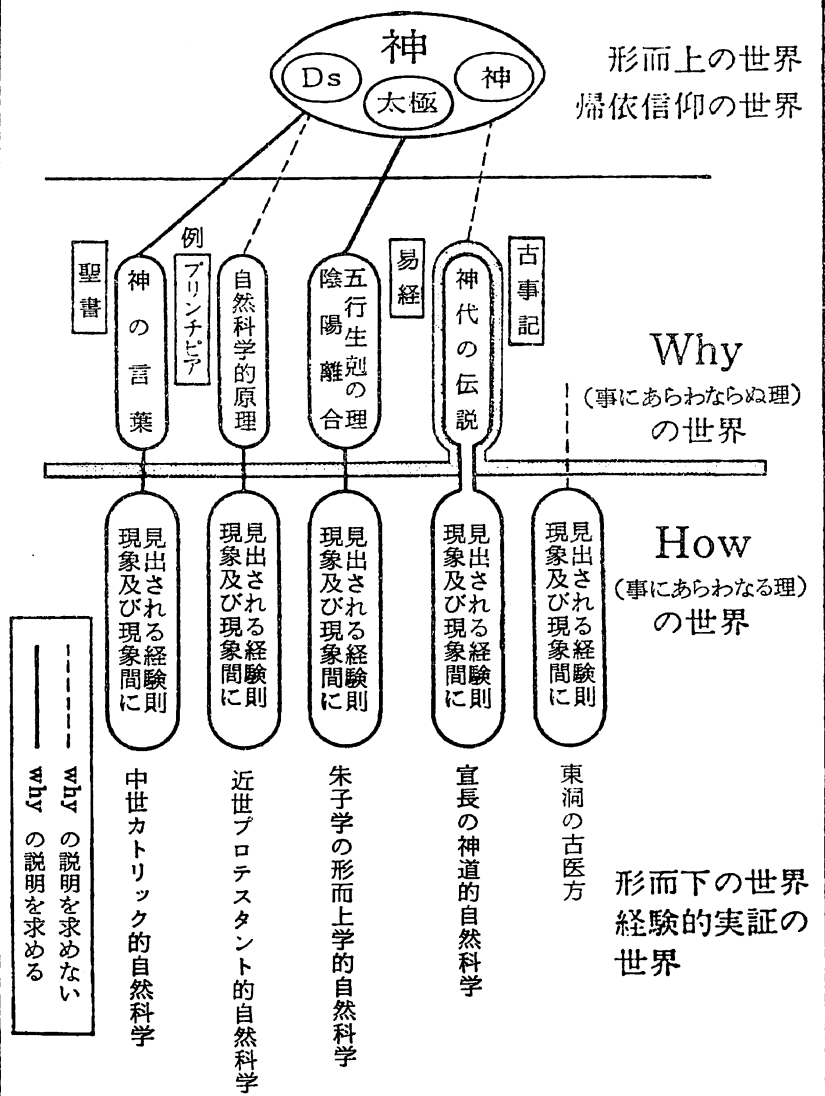 神
Ds
太極
神
形而上の世界
帰依信仰の世界
聖書
神の言葉
例
プリンチピア
自然科学的原理
五行生剋の理
陰陽離合
易経
神代の伝説
古事記
Why
(事にあらわならぬ理)
の世界
見出される経験則
現象及び現象間に
見出される経験則
現象及び現象間に
見出される経験則
現象及び現象間に
見出される経験則
現象及び現象間に
見出される経験則
現象及び現象間に
How
(事にあらわなる理)
の世界
中世カトリック的自然科学
近世プロテスタント的自然科学
朱子学の形而上学的自然科学
宣長の神道的自然科学
東洞の古医方
形而下の世界
経験的実証の
世界
whyの説明を求めない
whyの説明を求める